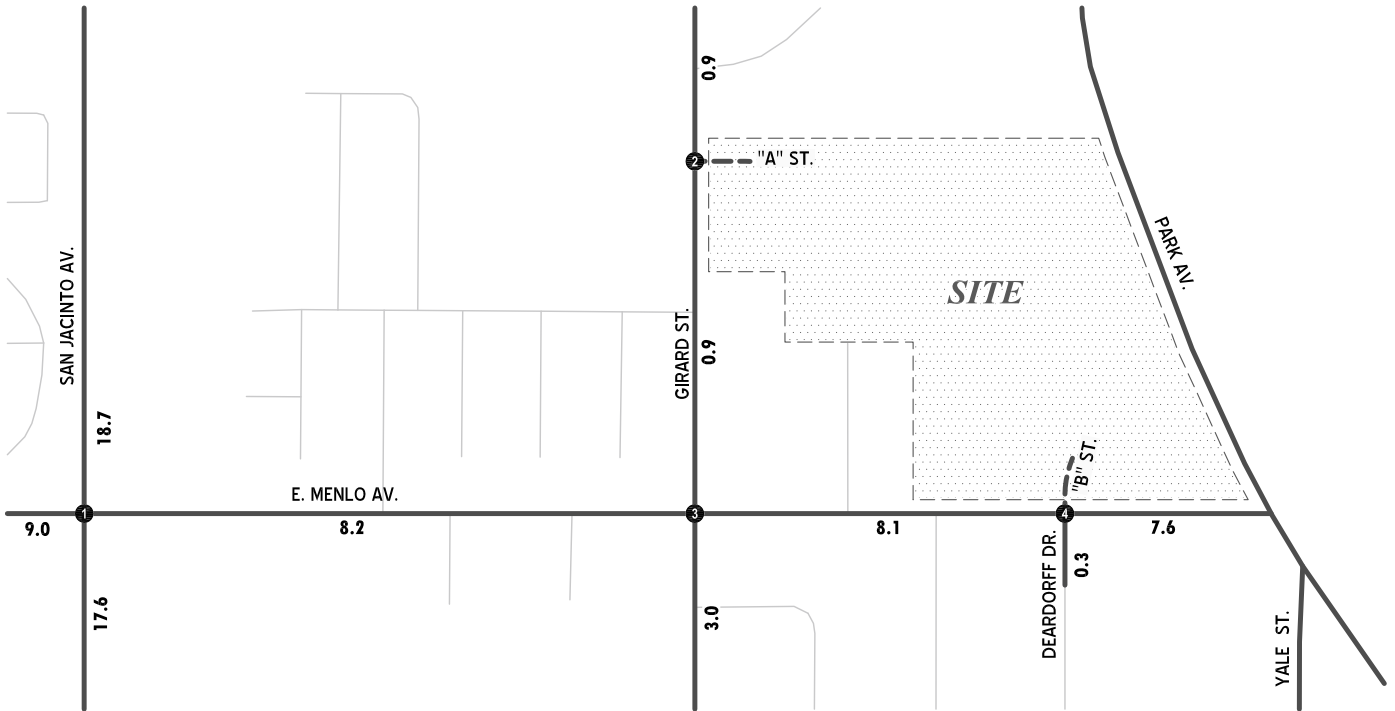 0.9
2
"A" ST.
SAN JACINTO AV.
PARK AV.
SITE
GIRARD ST.
0.9
18.7
"B" ST.
E. MENLO AV.
1
3
4
9.0
8.2
8.1
7.6
DEARDORFF DR.
0.3
17.6
3.0
YALE ST.